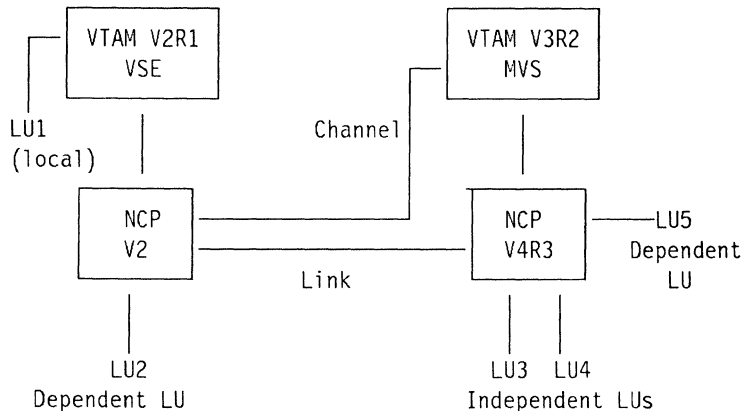 VTAM V2R1
VSE
VTAM V3R2
MVS
LU1
(local)
Channel
NCP
V2
NCP
V4R3
LU5
Dependent
LU
Link
LU2
Dependent LU
LU3 LU4
Independent LUs